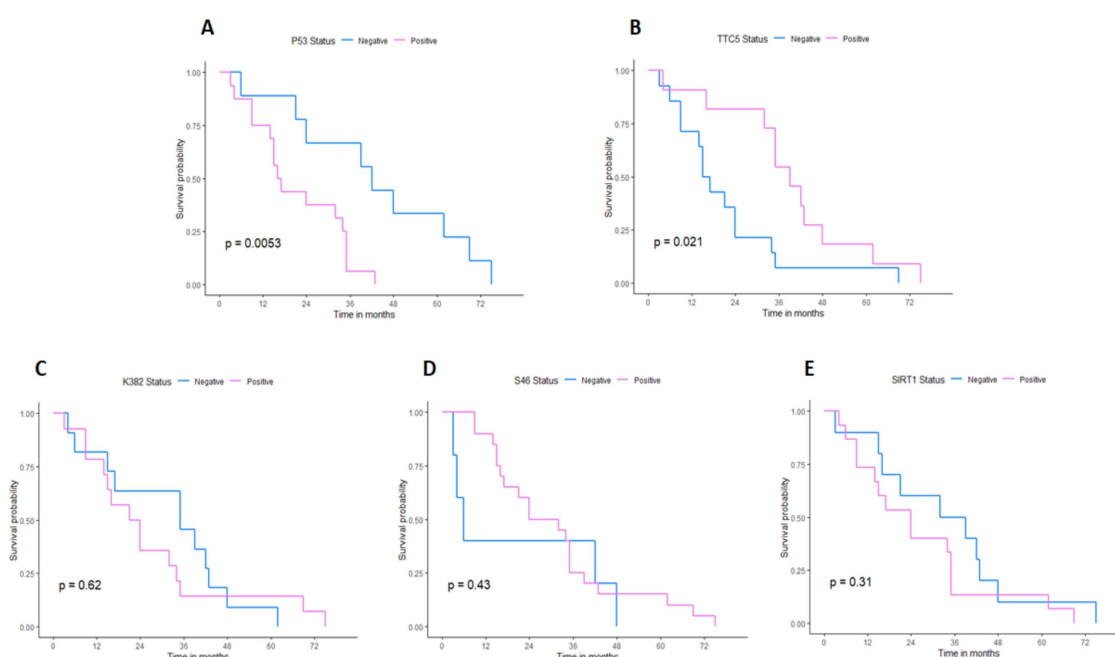 A
P53 Status Negative Positive
1.00
0.75
0.50
0.25
0.00
Survival probability
p = 0.0053
0 12 24 36 48 60 72
Time in months
B
TTC5 Status Negative Positive
1.00
0.75
0.50
0.25
0.00
Survival probability
p = 0.021
0 12 24 36 48 60 72
Time in months
C
K382 Status Negative Positive
1.00
0.75
0.50
0.25
0.00
Survival probability
p = 0.62
0 12 24 36 48 60 72
Time in months
D
S46 Status Negative Positive
1.00
0.75
0.50
0.25
0.00
Survival probability
p = 0.43
0 12 24 36 48 60 72
Time in months
E
SIRT1 Status Negative Positive
1.00
0.75
0.50
0.25
0.00
Survival probability
p = 0.31
0 12 24 36 48 60 72
Time in months